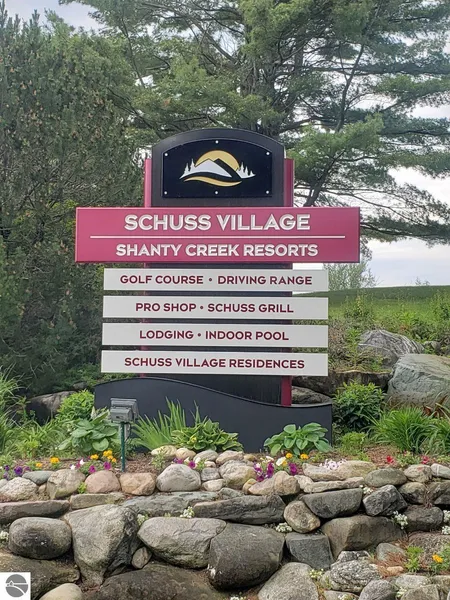 SCHUSS VILLAGE
SHANTY CREEK RESORTS
GOLF COURSE • DRIVING RANGE
PRO SHOP • SCHUSS GRILL
LODGING • INDOOR POOL
SCHUSS VILLAGE RESIDENCES